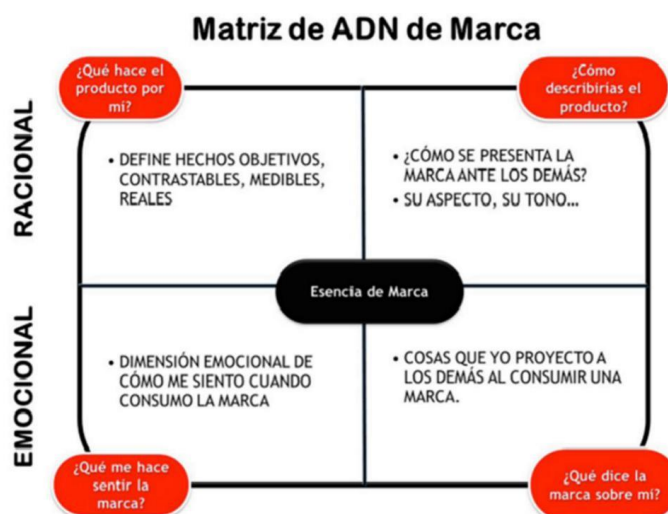 Matriz de ADN de Marca
¿Qué hace el
producto por
mí?
¿Cómo
describirías el
producto?
RACIONAL
• DEFINE HECHOS OBJETIVOS,
CONTRASTABLES, MEDIBLES,
REALES
• ¿CÓMO SE PRESENTA LA
MARCA ANTE LOS DEMÁS?
• SU ASPECTO, SU TONO...
Esencia de Marca
EMOCIONAL
• DIMENSIÓN EMOCIONAL DE
CÓMO ME SIENTO CUANDO
CONSUMO LA MARCA
• COSAS QUE YO PROYECTO A
LOS DEMÁS AL CONSUMIR UNA
MARCA.
¿Qué me hace
sentir la
marca?
¿Qué dice la
marca sobre mí?